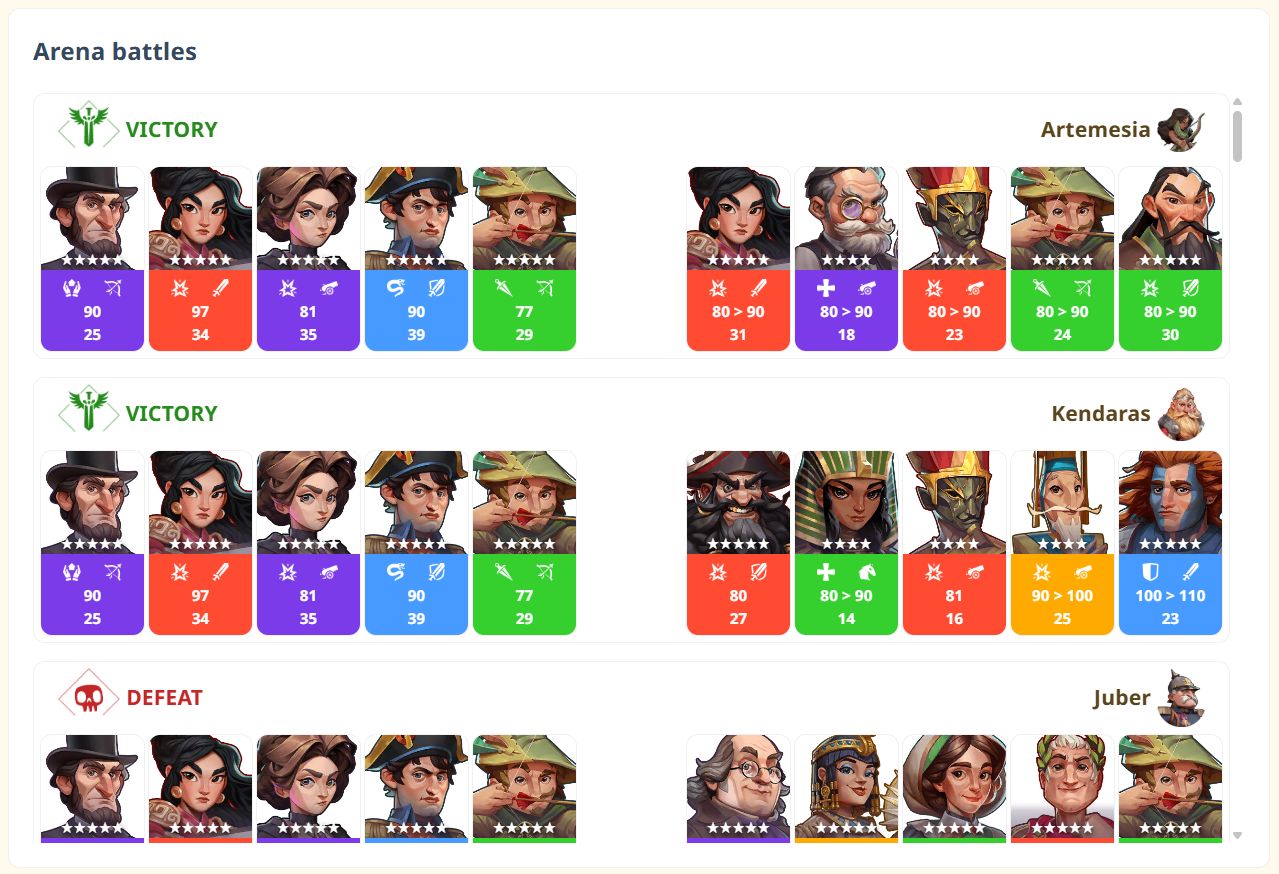 Arena battles
VICTORY
Artemesia
90 97 81 90 77 80 > 90 80 > 90 80 > 90 80 > 90 80 > 90
25 34 35 39 29 31 18 23 24 30
VICTORY
Kendaras
90 97 81 90 77 80 80 > 90 81 90 > 100 100 > 110
25 34 35 39 29 27 14 16 25 23
DEFEAT
Juber